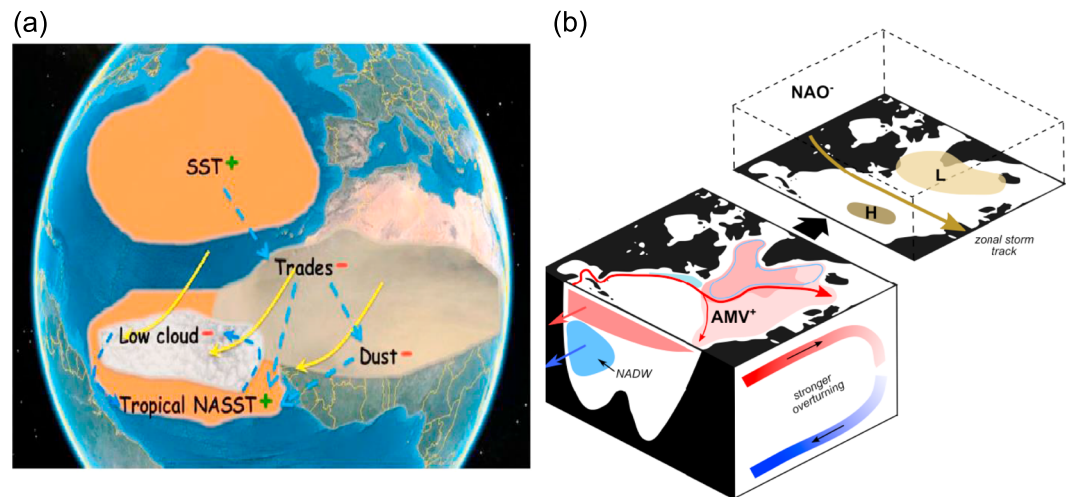 (a)
SST+
Trades-
Low cloud-
Dust-
Tropical NASST+
(b)
NAO-
L
H
zonal storm
track
AMV+
NADW
stronger
overturning